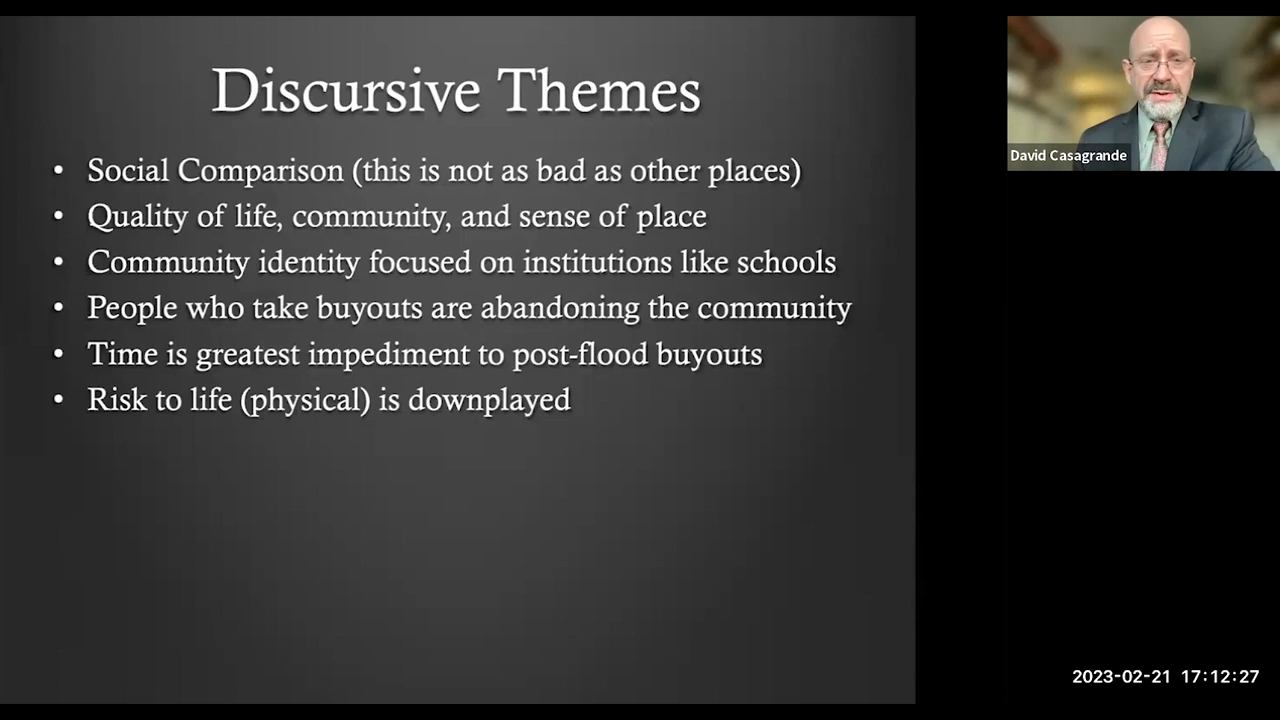 Discursive Themes
• Social Comparison (this is not as bad as other places)
• Quality of life, community, and sense of place
• Community identity focused on institutions like schools
• People who take buyouts are abandoning the community
• Time is greatest impediment to post-flood buyouts
• Risk to life (physical) is downplayed
David Casagrande
2023-02-21 17:12:27